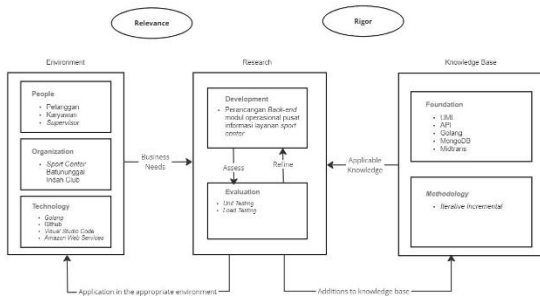 Relevance
Rigor
Environment
People
• Pelanggan
• Karyawan
• Supervisor
Organization
• Sport Center
Batununggal
Indah Club
Technology
• Golang
• Github
• Visual Studio Code
• Amazon Web Services
Business
Needs
Research
Development
• Perancangan Back-end
modul operasional pusat
informasi layanan sport
center
Assess
Refine
Evaluation
• Unit Testing
• Load Testing
Applicable
Knowledge
Knowledge Base
Foundation
• UML
• API
• Golang
• MongoDB
• Midtrans
Methodology
• Iterative Incremental
Application in the appropriate environment
Additions to knowledge base